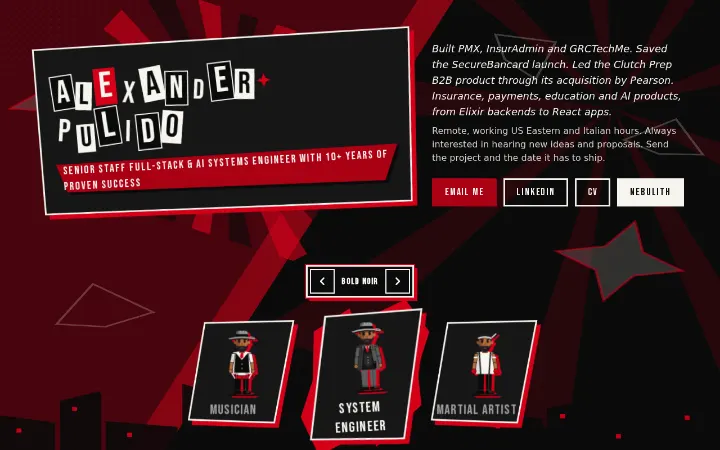 ALEXANDER
PULIDO
SENIOR STAFF FULL-STACK & AI SYSTEMS ENGINEER WITH 10+ YEARS OF
PROVEN SUCCESS
Built PMX, InsurAdmin and GRCTechMe. Saved
the SecureBancard launch. Led the Clutch Prep
B2B product through its acquisition by Pearson.
Insurance, payments, education and AI products,
from Elixir backends to React apps.
Remote, working US Eastern and Italian hours. Always
interested in hearing new ideas and proposals. Send
the project and the date it has to ship.
EMAIL ME
LINKEDIN
CV
NEBULITH
BOLD NOIR
MUSICIAN
SYSTEM
ENGINEER
MARTIAL ARTIST